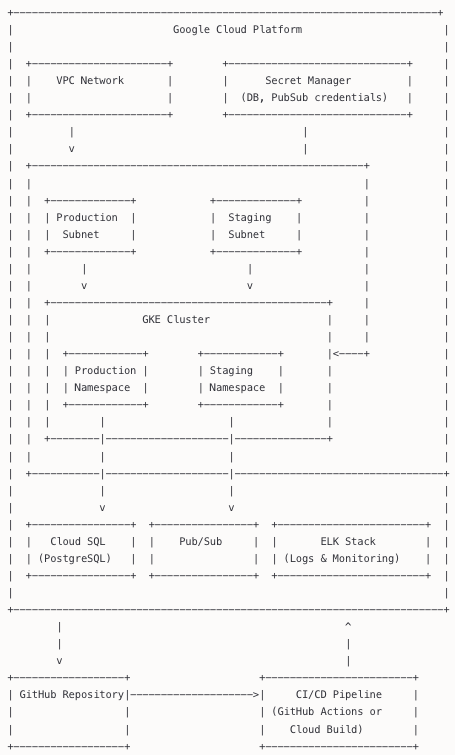 Google Cloud Platform
VPC Network
Secret Manager
(DB, PubSub credentials)
Production
Subnet
Staging
Subnet
GKE Cluster
Production
Namespace
Staging
Namespace
Cloud SQL
(PostgreSQL)
Pub/Sub
ELK Stack
(Logs & Monitoring)
GitHub Repository
CI/CD Pipeline
(GitHub Actions or
Cloud Build)